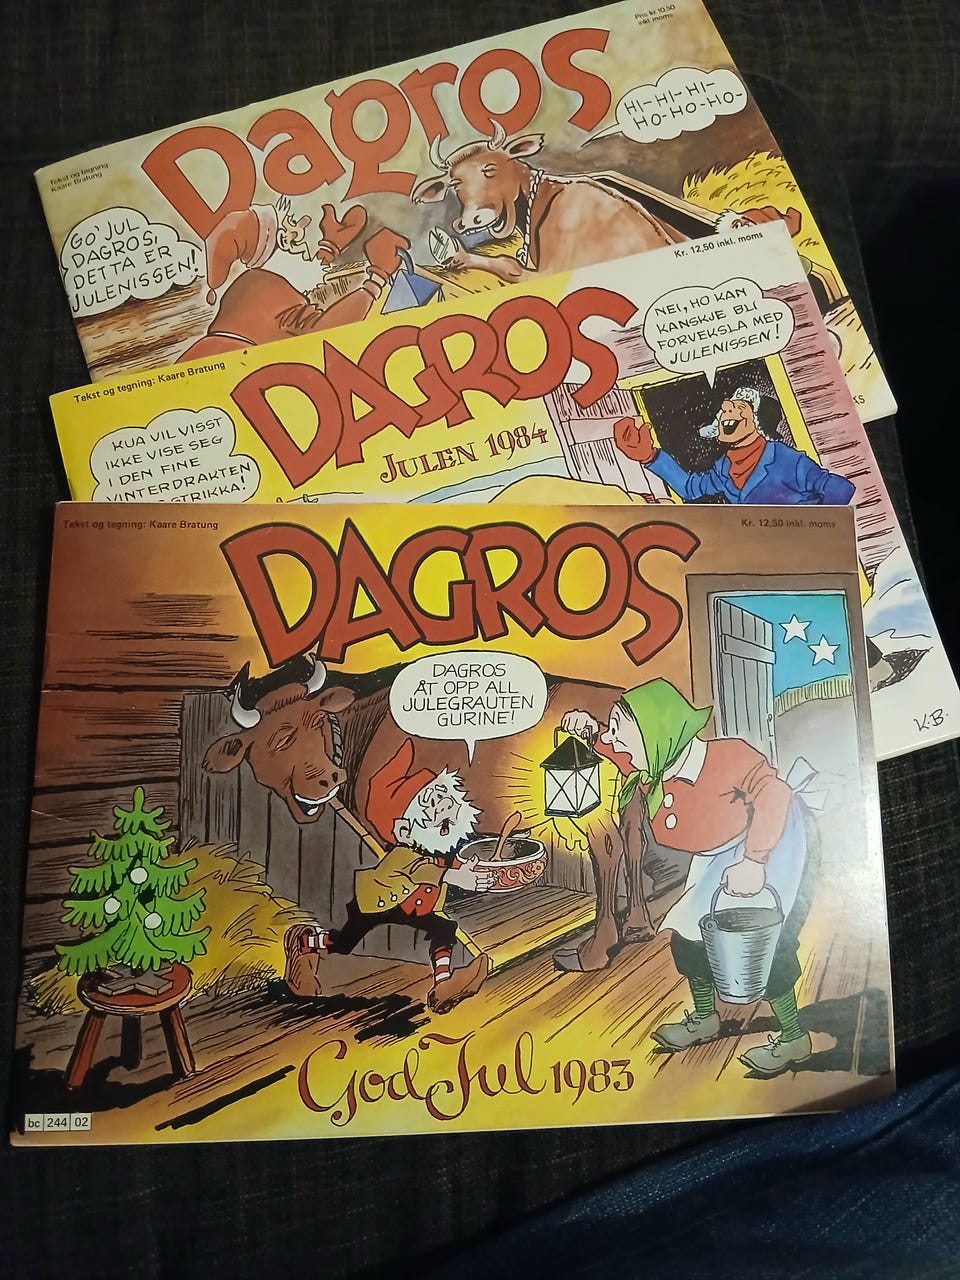 Pris kr 10.50
inkl. moms
Dagros
Tekst og tegning
Kaare Bratung
HI-HI-HI-
HO-HO-HO-
GO' JUL
DAGROS,
DETTA ER
JULENISSEN!
Kr. 12,50 inkl. moms
Tekst og tegning: Kaare Bratung
DAGROS
JULEN 1984
NEI, HO KAN
KANSKJE BLI
FORVEKSLA MED
JULENISSEN!
KUA VIL VISST
IKKE VISE SEG
I DEN FINE
VINTERDRAKTEN
STRIKKA!
K.B.
Tekst og tegning: Kaare Bratung
Kr. 12,50 inkl. moms
DAGROS
DAGROS
ÅT OPP ALL
JULEGRAUTEN
GURINE!
God Jul 1983
bc 244 02